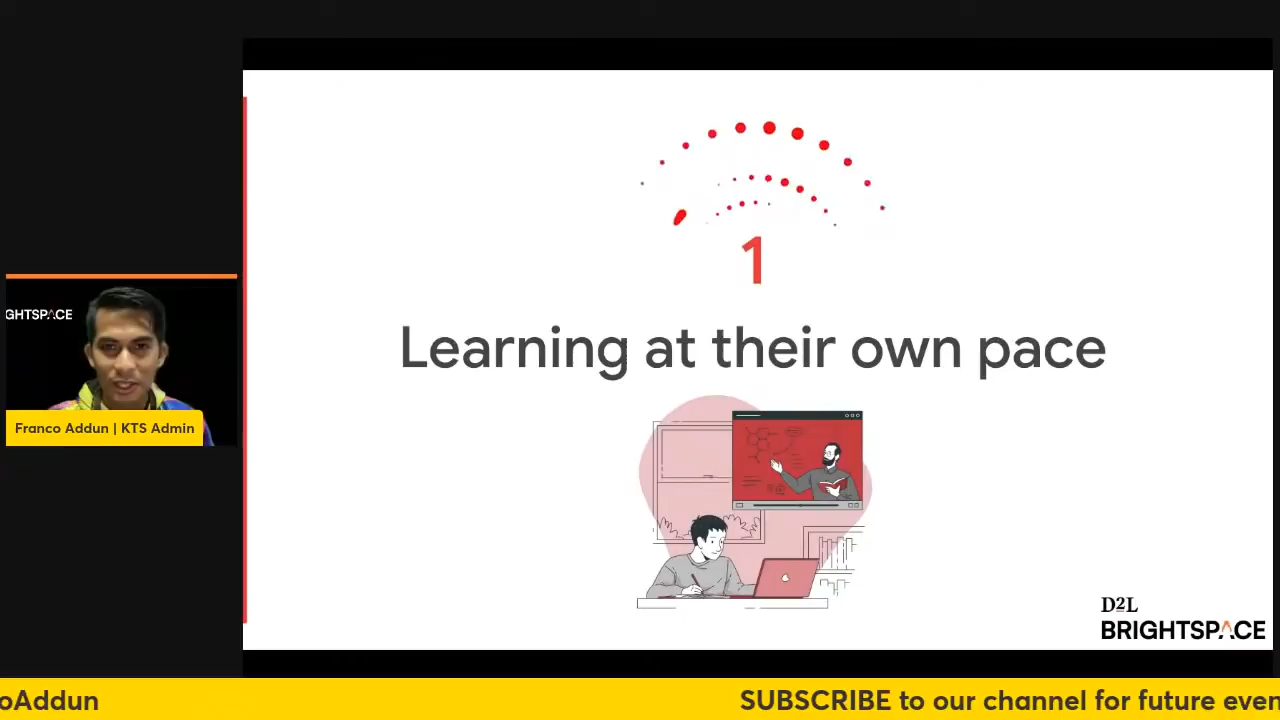 1
Learning at their own pace
GHTSPACE
Franco Addun | KTS Admin
D2L
BRIGHTSPACE
oAddun
SUBSCRIBE to our channel for future even